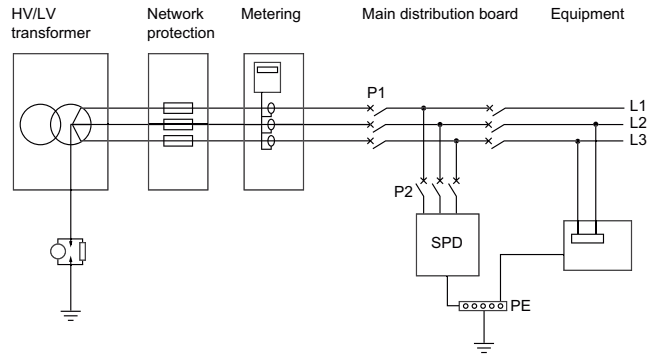 HV/LV
transformer
Network
protection
Metering
Main distribution board
Equipment
P1
L1
L2
L3
P2
SPD
PE